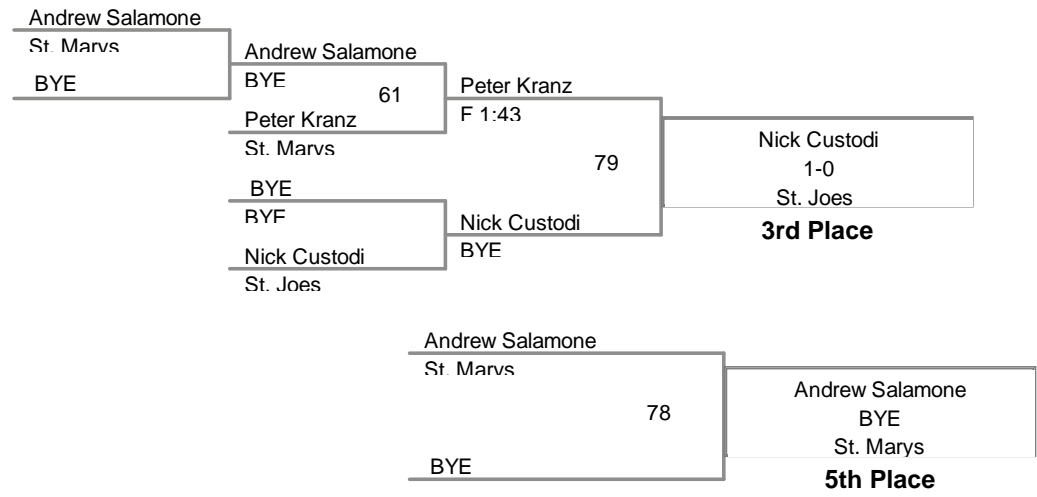 Andrew Salamone
St. Marys
BYE
Andrew Salamone
BYE
61
Peter Kranz
St. Marys
BYE
BYE
Nick Custodi
St. Joes
Peter Kranz
F 1:43
79
Nick Custodi
BYE
Nick Custodi
1-0
St. Joes
3rd Place
Andrew Salamone
St. Marys
78
BYE
Andrew Salamone
BYE
St. Marys
5th Place